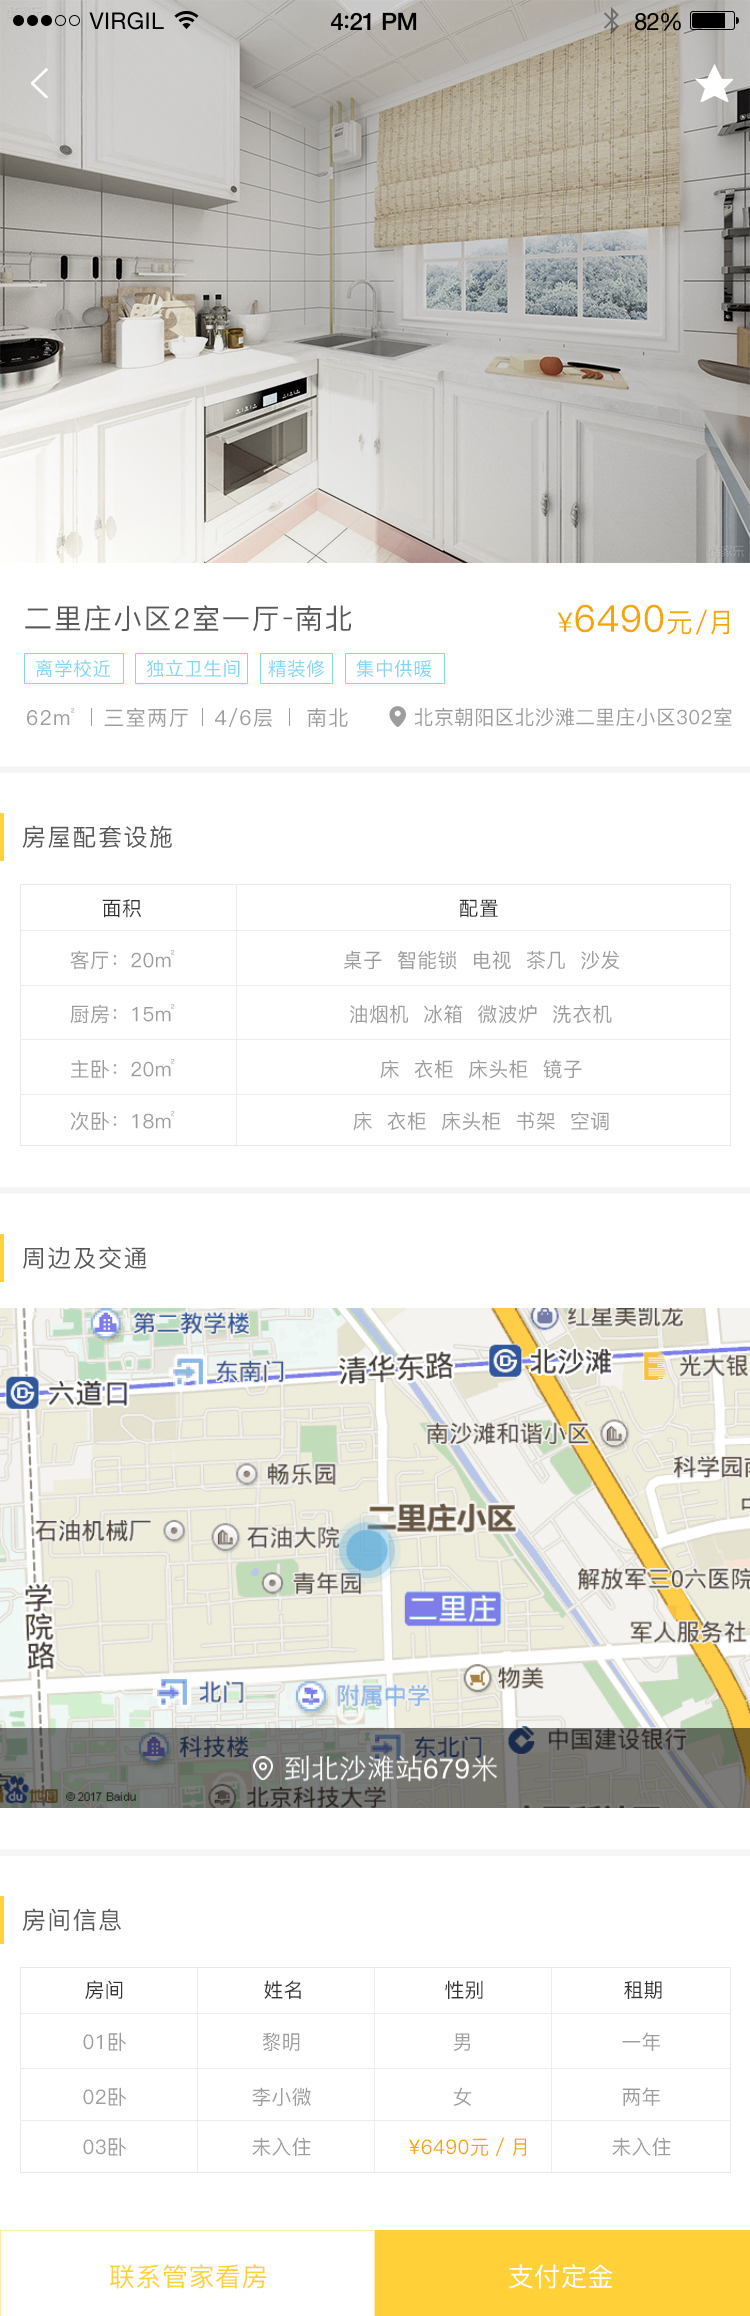 VIRGIL 4:21 PM 82%
二里庄小区2室一厅-南北 ¥6490元/月
离学校近 独立卫生间 精装修 集中供暖
62㎡ 三室两厅 4/6层 南北 北京朝阳区北沙滩二里庄小区302室
房屋配套设施
面积 配置
客厅：20㎡ 桌子 智能锁 电视 茶几 沙发
厨房：15㎡ 油烟机 冰箱 微波炉 洗衣机
主卧：20㎡ 床 衣柜 床头柜 镜子
次卧：18㎡ 床 衣柜 床头柜 书架 空调
周边及交通
第二教学楼 红星美凯龙
六道口 东南门 清华东路 北沙滩 光大银
南沙滩和谐小区
畅乐园 科学园南
石油机械厂 石油大院 二里庄小区
青年园 解放军三0六医院
学院路 二里庄 军人服务社
北门 附属中学 物美
科技楼 东北门 中国建设银行
到北沙滩站679米
du地图 © 2017 Baidu 北京科技大学
房间信息
房间 姓名 性别 租期
01卧 黎明 男 一年
02卧 李小微 女 两年
03卧 未入住 ¥6490元 / 月 未入住
联系管家看房 支付定金